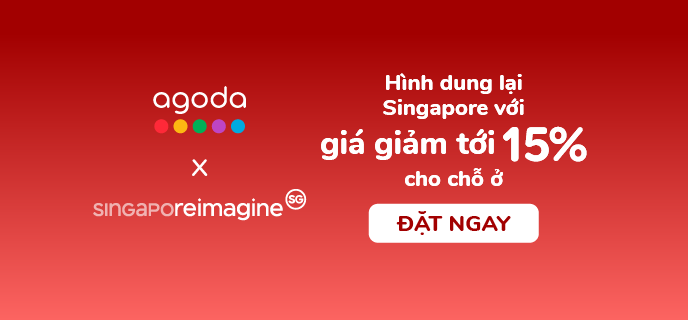 agoda
X
SINGAPOreimagine SG
Hình dung lại
Singapore với
giá giảm tới 15%
cho chỗ ở
ĐẶT NGAY